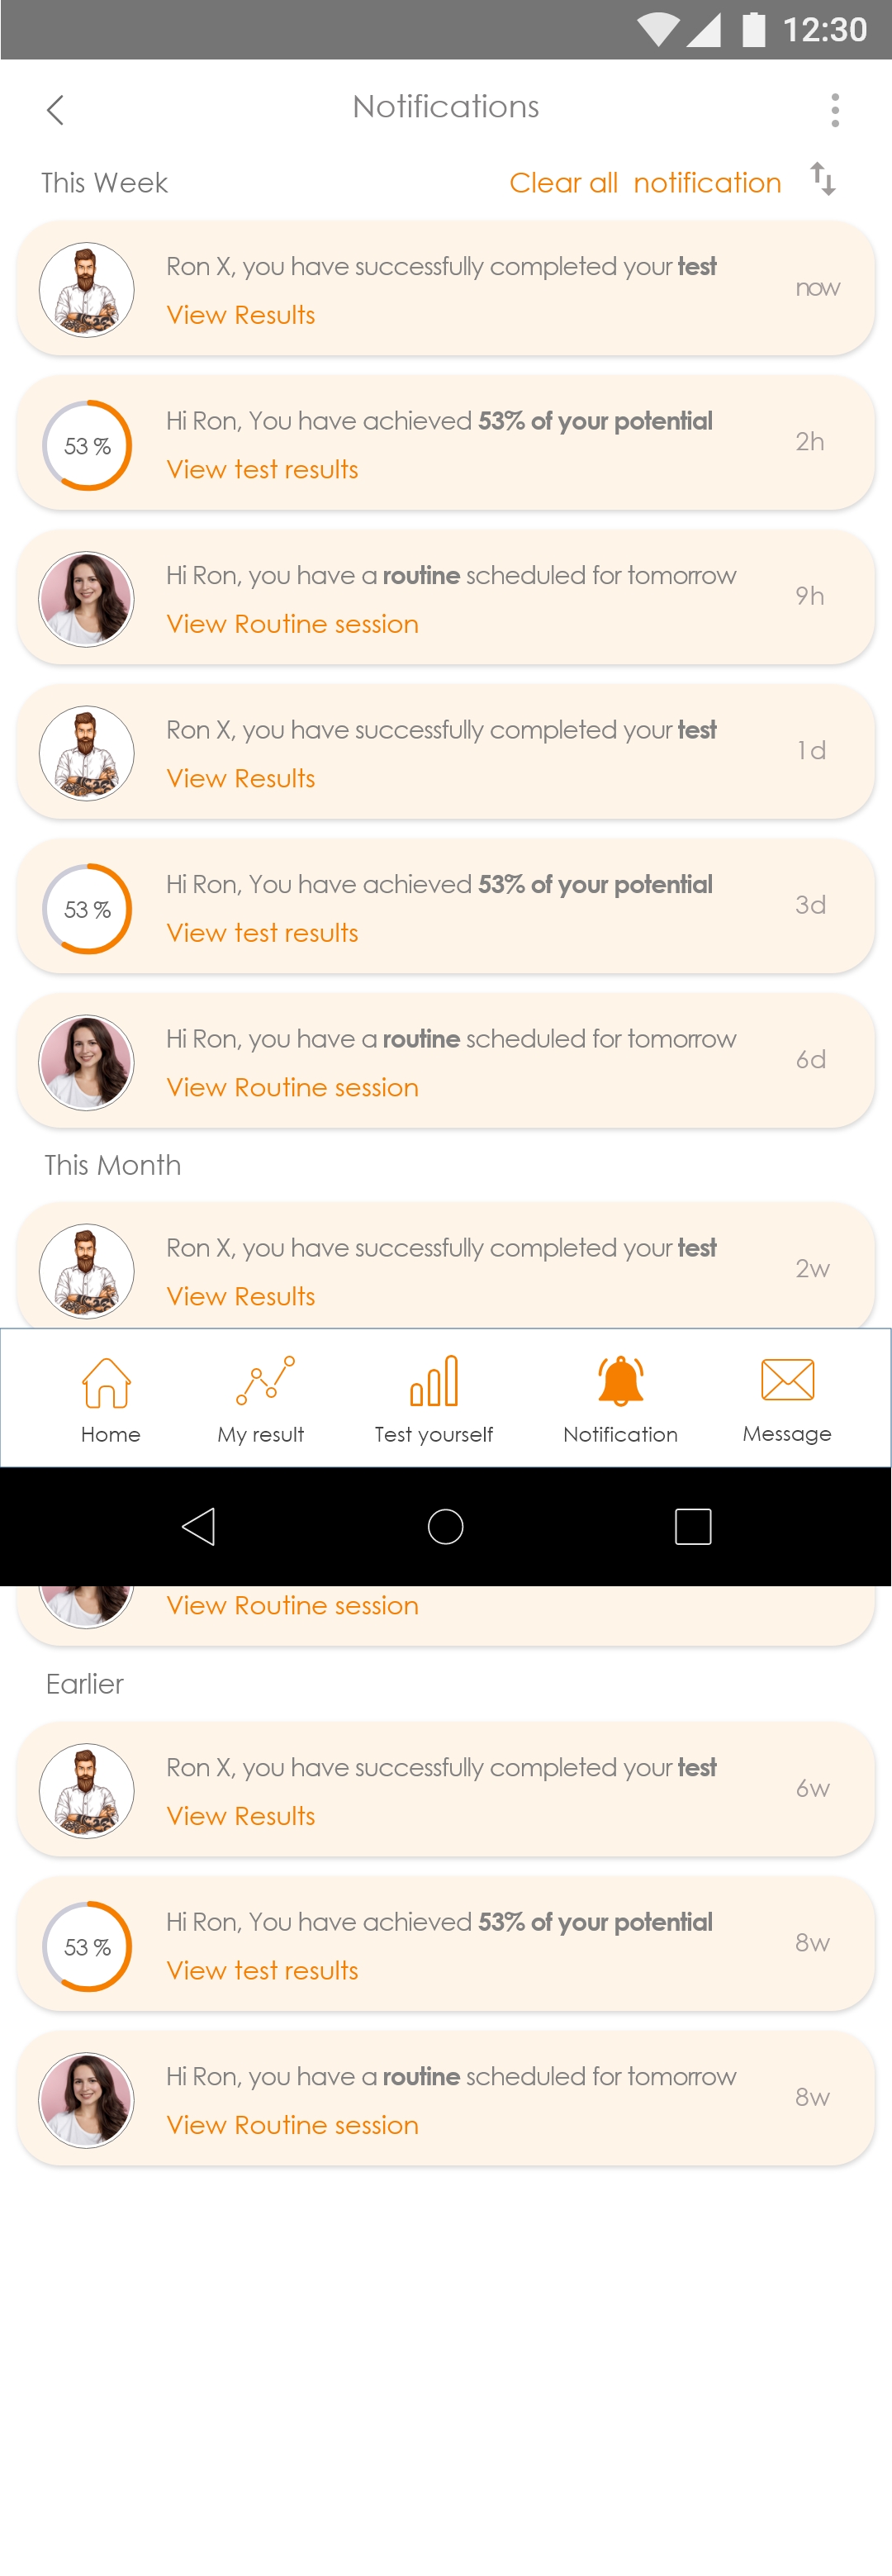 12:30
Notifications
This Week
Clear all  notification
Ron X, you have successfully completed your test
View Results
now
53 %
Hi Ron, You have achieved 53% of your potential
View test results
2h
Hi Ron, you have a routine scheduled for tomorrow
View Routine session
9h
Ron X, you have successfully completed your test
View Results
1d
53 %
Hi Ron, You have achieved 53% of your potential
View test results
3d
Hi Ron, you have a routine scheduled for tomorrow
View Routine session
6d
This Month
Ron X, you have successfully completed your test
View Results
2w
Home
My result
Test yourself
Notification
Message
View Routine session
Earlier
Ron X, you have successfully completed your test
View Results
6w
53 %
Hi Ron, You have achieved 53% of your potential
View test results
8w
Hi Ron, you have a routine scheduled for tomorrow
View Routine session
8w